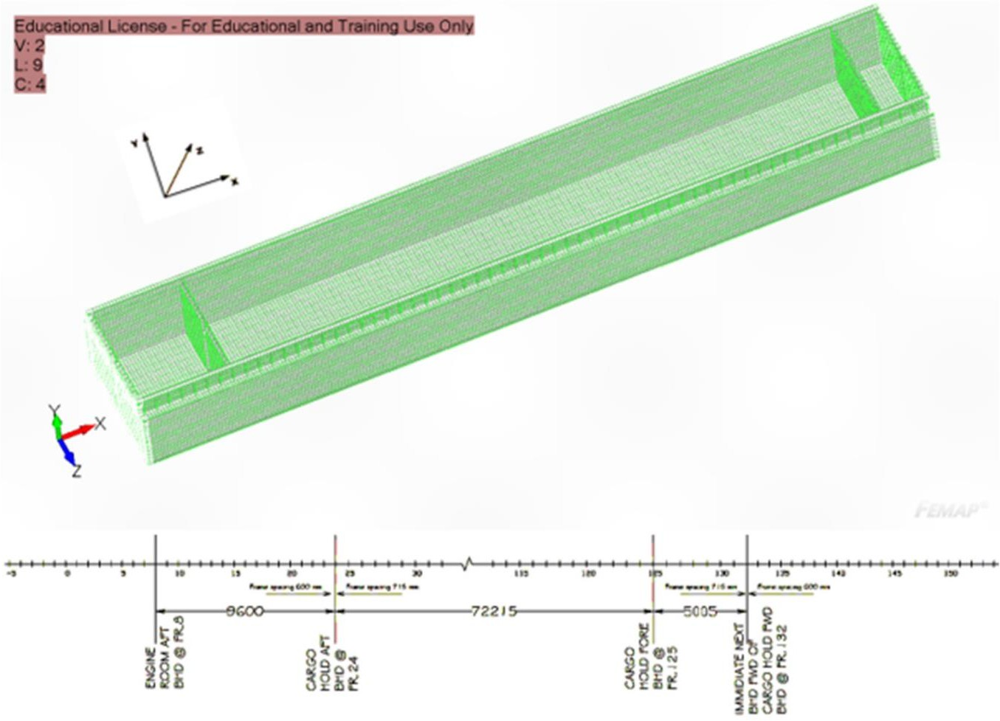 Educational License - For Educational and Training Use Only
V: 2
L: 9
C: 4
Y
Z
X
Y
X
Z
FEMAP
-5 0 5 10 15 20 25 30 115 120 125 130 135 140 145 150
Frame spacing 600 mm
Frame spacing 715 mm
Frame spacing 715 mm
Frame spacing 600 mm
9600
72215
5005
ENGINE
ROOM AFT
BHD @ FR.8
CARGO
HOLD AFT
BHD @
FR.24
CARGO
HOLD FORE
BHD @
FR.125
IMMIDIATE NEXT
BHD FWD OF
CARGO HOLD FWD
BHD @ FR.132